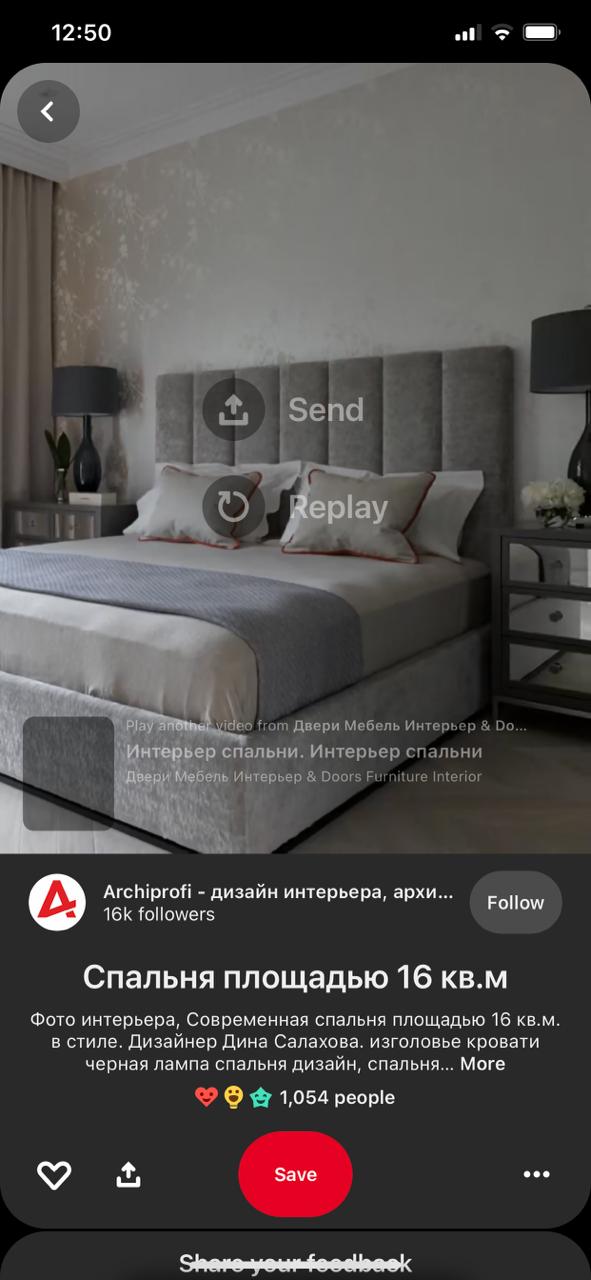 12:50
Send
Replay
Play another video from Двери Мебель Интерьер & Do...
Интерьер спальни. Интерьер спальни
Двери Мебель Интерьер & Doors Furniture Interior
Archiprofi - дизайн интерьера, архи...
16k followers
Follow
Спальня площадью 16 кв.м
Фото интерьера, Современная спальня площадью 16 кв.м.
в стиле. Дизайнер Дина Салахова. изголовье кровати
черная лампа спальня дизайн, спальня... More
1,054 people
Save
Share your feedback